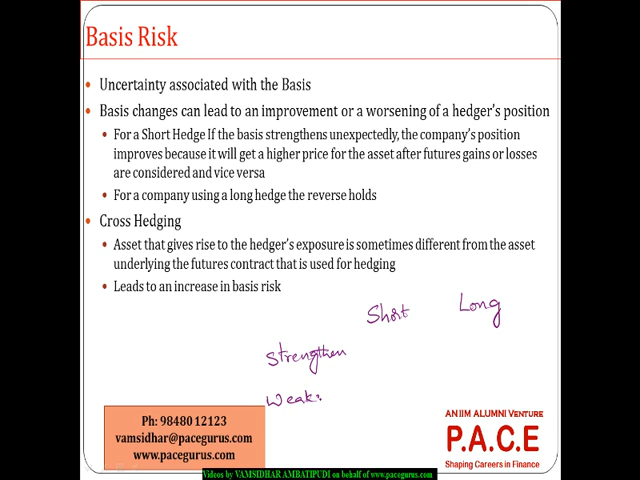 Basis Risk
Uncertainty associated with the Basis
Basis changes can lead to an improvement or a worsening of a hedger's position
For a Short Hedge If the basis strengthens unexpectedly, the company's position
improves because it will get a higher price for the asset after futures gains or losses
are considered and vice versa
For a company using a long hedge the reverse holds
Cross Hedging
Asset that gives rise to the hedger's exposure is sometimes different from the asset
underlying the futures contract that is used for hedging
Leads to an increase in basis risk
Short Long
Strengthen
Weak
Ph: 98480 12123
vamsidhar@pacegurus.com
www.pacegurus.com
AN IIM ALUMNI VENTURE
P.A.C.E
Shaping Careers in Finance
Videos by VAMSIDHAR AMBATIPUDI on behalf of www.pacegurus.com